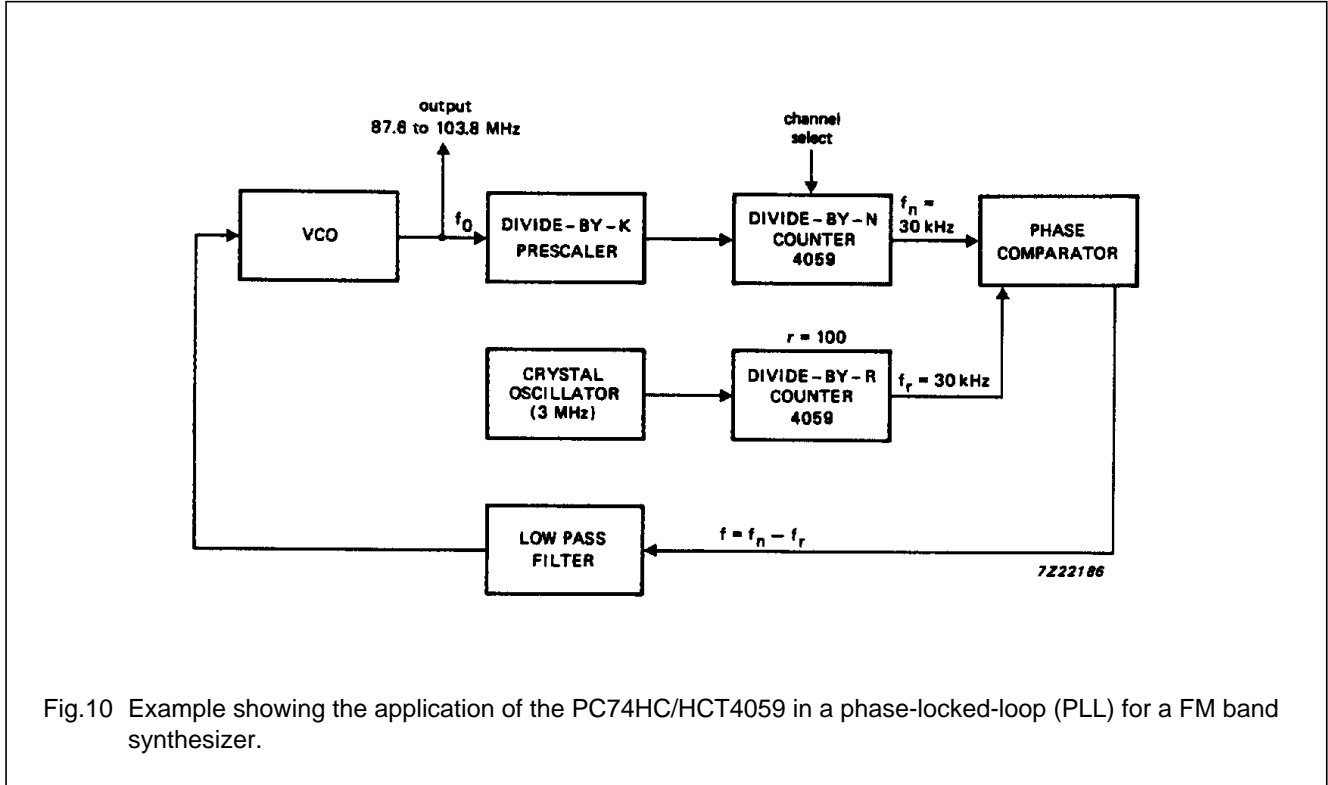 output
87.6 to 103.8 MHz
channel
select
VCO
f0
DIVIDE-BY-K
PRESCALER
DIVIDE-BY-N
COUNTER
4059
fn =
30 kHz
PHASE
COMPARATOR
r = 100
CRYSTAL
OSCILLATOR
(3 MHz)
DIVIDE-BY-R
COUNTER
4059
fr = 30 kHz
LOW PASS
FILTER
f = fn – fr
7Z22186
Fig.10 Example showing the application of the PC74HC/HCT4059 in a phase-locked-loop (PLL) for a FM band
synthesizer.